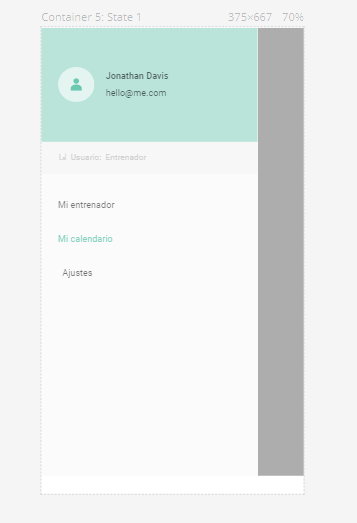 Container 5: State 1 375×667 70%
Jonathan Davis
hello@me.com
Usuario: Entrenador
Mi entrenador
Mi calendario
Ajustes